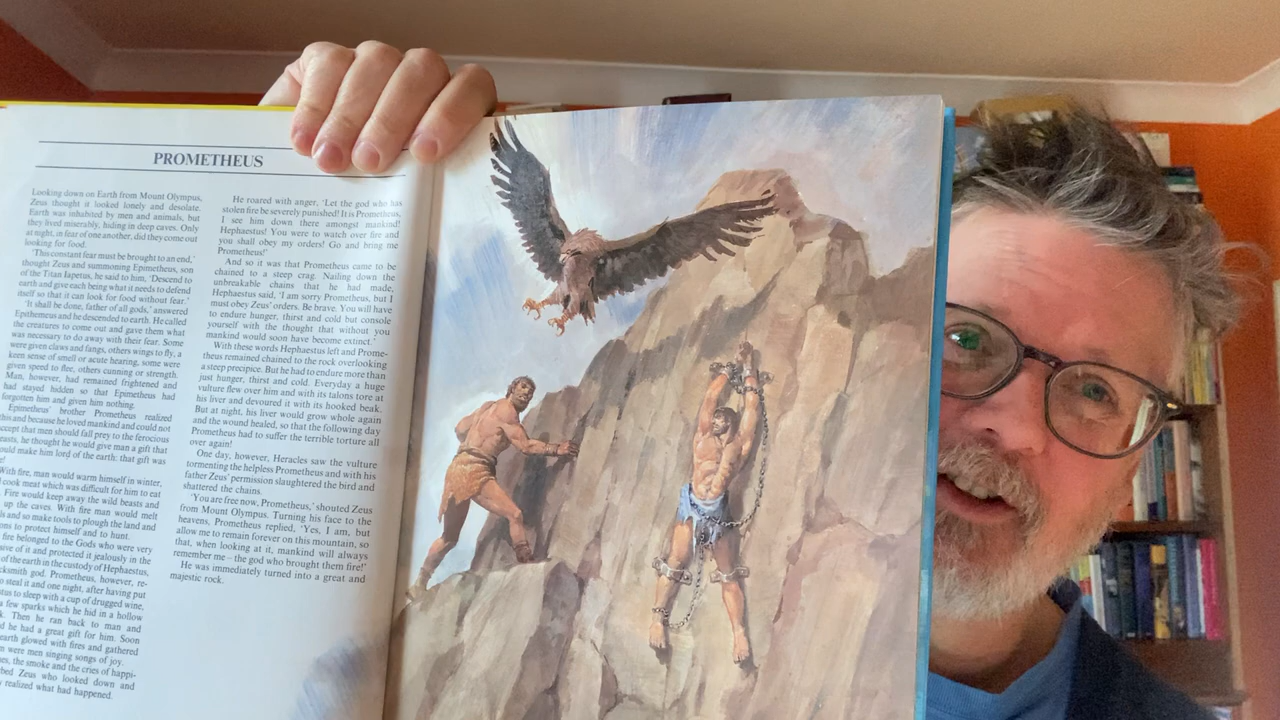 PROMETHEUS
Looking down on Earth from Mount Olympus,
Zeus thought it looked lonely and desolate.
Earth was inhabited by men and animals, but
they lived miserably, hiding in deep caves. Only
at night, in fear of one another, did they come out
looking for food.
'This constant fear must be brought to an end,'
thought Zeus and summoning Epimetheus, son
of the Titan Iapetus, he said to him, 'Descend to
earth and give each being what it needs to defend
itself so that it can look for food without fear.'
'It shall be done, father of all gods,' answered
Epithemeus and he descended to earth. He called
the creatures to come out and gave them what
was necessary to do away with their fear. Some
were given claws and fangs, others wings to fly, a
keen sense of smell or acute hearing, some were
given speed to flee, others cunning or strength.
Man, however, had remained frightened and
had stayed hidden so that Epimetheus had
forgotten him and given him nothing.
Epimetheus' brother Prometheus realized
this and because he loved mankind and could not
accept that men should fall prey to the ferocious
beasts, he thought he would give man a gift that
would make him lord of the earth: that gift was
With fire, man would warm himself in winter,
cook meat which was difficult for him to eat
Fire would keep away the wild beasts and
up the caves. With fire man would melt
and so make tools to plough the land and
to protect himself and to hunt.
fire belonged to the Gods who were very
of it and protected it jealously in the
of the earth in the custody of Hephaestus,
god. Prometheus, however,
steal it and one night, after having put
to sleep with a cup of drugged wine,
a few sparks which he hid in a hollow
Then he ran back to man and
he had a great gift for him. Soon
earth glowed with fires and gathered
were men singing songs of joy.
the smoke and the cries of
Zeus who looked down and
realized what had happened.
He roared with anger, 'Let the god who has
stolen fire be severely punished! It is Prometheus,
I see him down there amongst mankind!
Hephaestus! You were to watch over fire and
you shall obey my orders! Go and bring me
Prometheus!'
And so it was that Prometheus came to be
chained to a steep crag. Nailing down the
unbreakable chains that he had made,
Hephaestus said, 'I am sorry Prometheus, but I
must obey Zeus' orders. Be brave. You will have
to endure hunger, thirst and cold but console
yourself with the thought that without you
mankind would soon have become extinct.'
With these words Hephaestus left and Prome-
theus remained chained to the rock overlooking
a steep precipice. But he had to endure more than
just hunger, thirst and cold. Everyday a huge
vulture flew over him and with its talons tore at
his liver and devoured it with its hooked beak.
But at night, his liver would grow whole again
and the wound healed, so that the following day
Prometheus had to suffer the terrible torture all
over again!
One day, however, Heracles saw the vulture
tormenting the helpless Prometheus and with his
father Zeus' permission slaughtered the bird and
shattered the chains.
'You are free now, Prometheus,' shouted Zeus
from Mount Olympus. Turning his face to the
heavens, Prometheus replied, 'Yes, I am, but
allow me to remain forever on this mountain, so
that, when looking at it, mankind will always
remember me – the god who brought them fire!'
He was immediately turned into a great and
majestic rock.